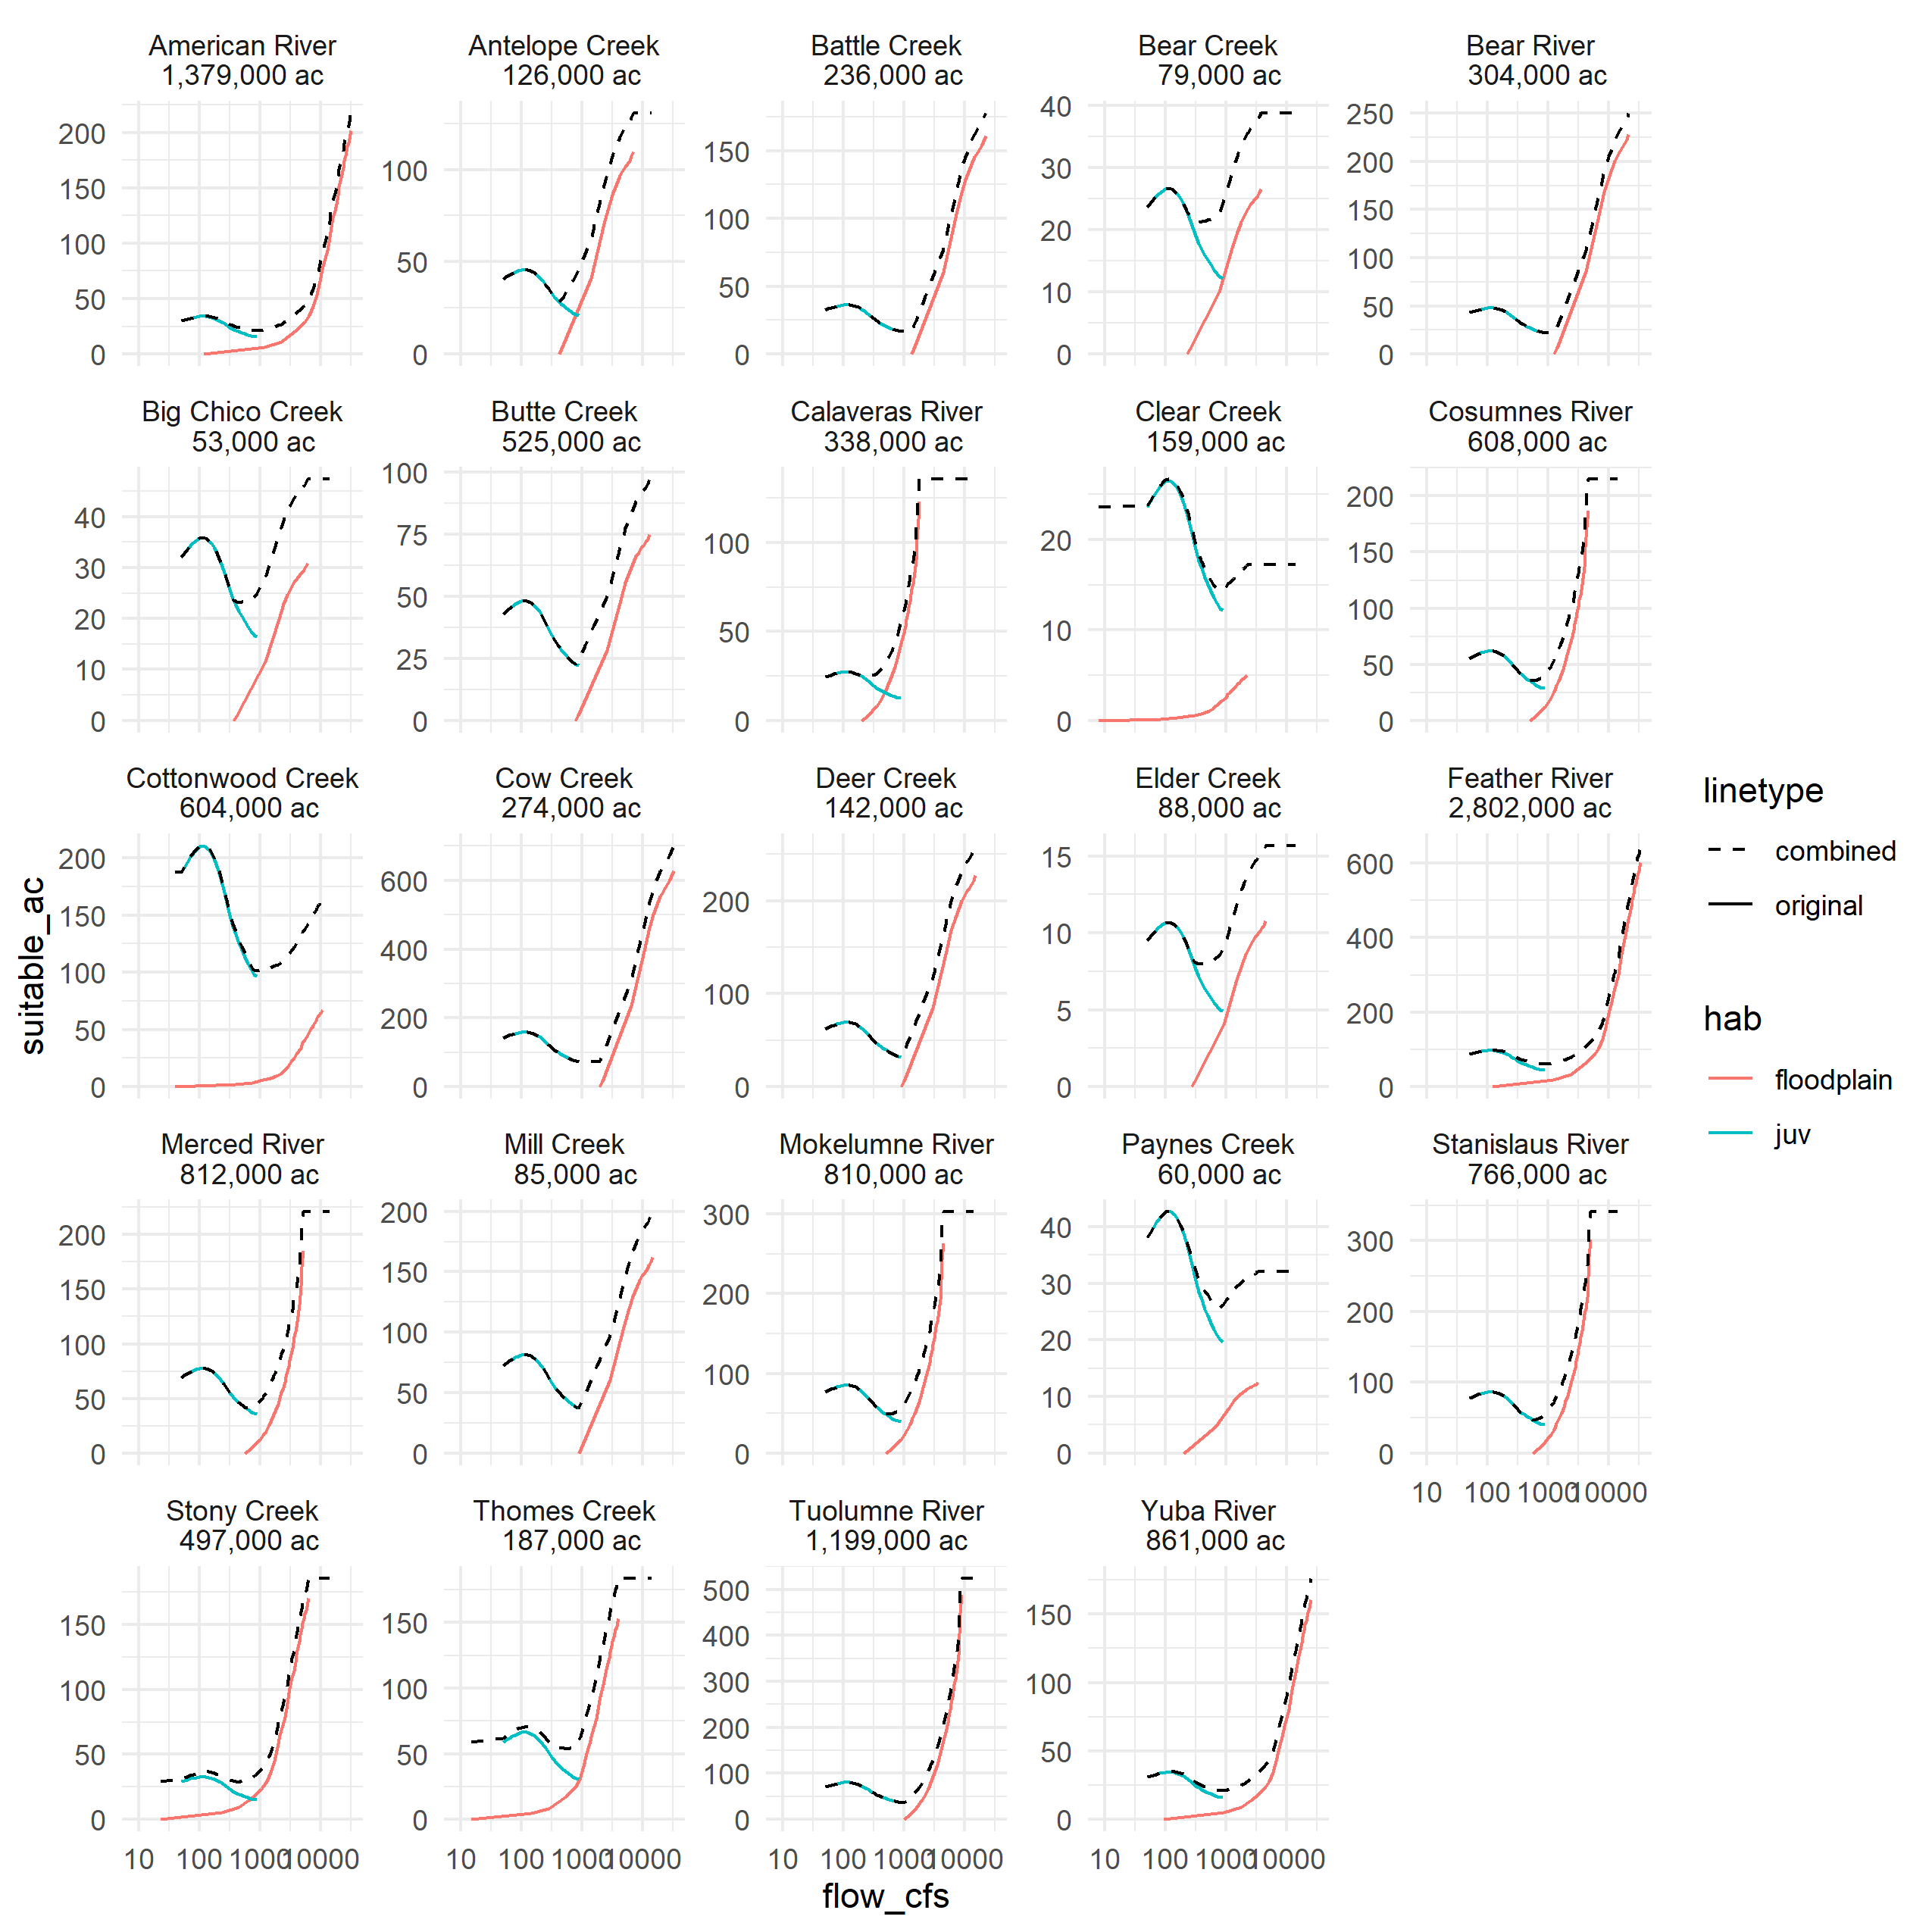 American River
1,379,000 ac
Antelope Creek
126,000 ac
Battle Creek
236,000 ac
Bear Creek
79,000 ac
Bear River
304,000 ac
200
150
100
50
0
100
50
0
150
100
50
0
40
30
20
10
0
250
200
150
100
50
0
Big Chico Creek
53,000 ac
Butte Creek
525,000 ac
Calaveras River
338,000 ac
Clear Creek
159,000 ac
Cosumnes River
608,000 ac
40
30
20
10
0
100
75
50
25
0
100
50
0
20
10
0
200
150
100
50
0
Cottonwood Creek
604,000 ac
Cow Creek
274,000 ac
Deer Creek
142,000 ac
Elder Creek
88,000 ac
Feather River
2,802,000 ac
200
150
100
50
0
600
400
200
0
200
100
0
15
10
5
0
600
400
200
0
Merced River
812,000 ac
Mill Creek
85,000 ac
Mokelumne River
810,000 ac
Paynes Creek
60,000 ac
Stanislaus River
766,000 ac
200
150
100
50
0
200
150
100
50
0
300
200
100
0
40
30
20
10
0
300
200
100
0
10 100 1000 10000
Stony Creek
497,000 ac
Thomes Creek
187,000 ac
Tuolumne River
1,199,000 ac
Yuba River
861,000 ac
150
100
50
0
150
100
50
0
500
400
300
200
100
0
150
100
50
0
10 100 1000 10000
10 100 1000 10000
10 100 1000 10000
10 100 1000 10000
flow_cfs
suitable_ac
linetype
combined
original
hab
floodplain
juv